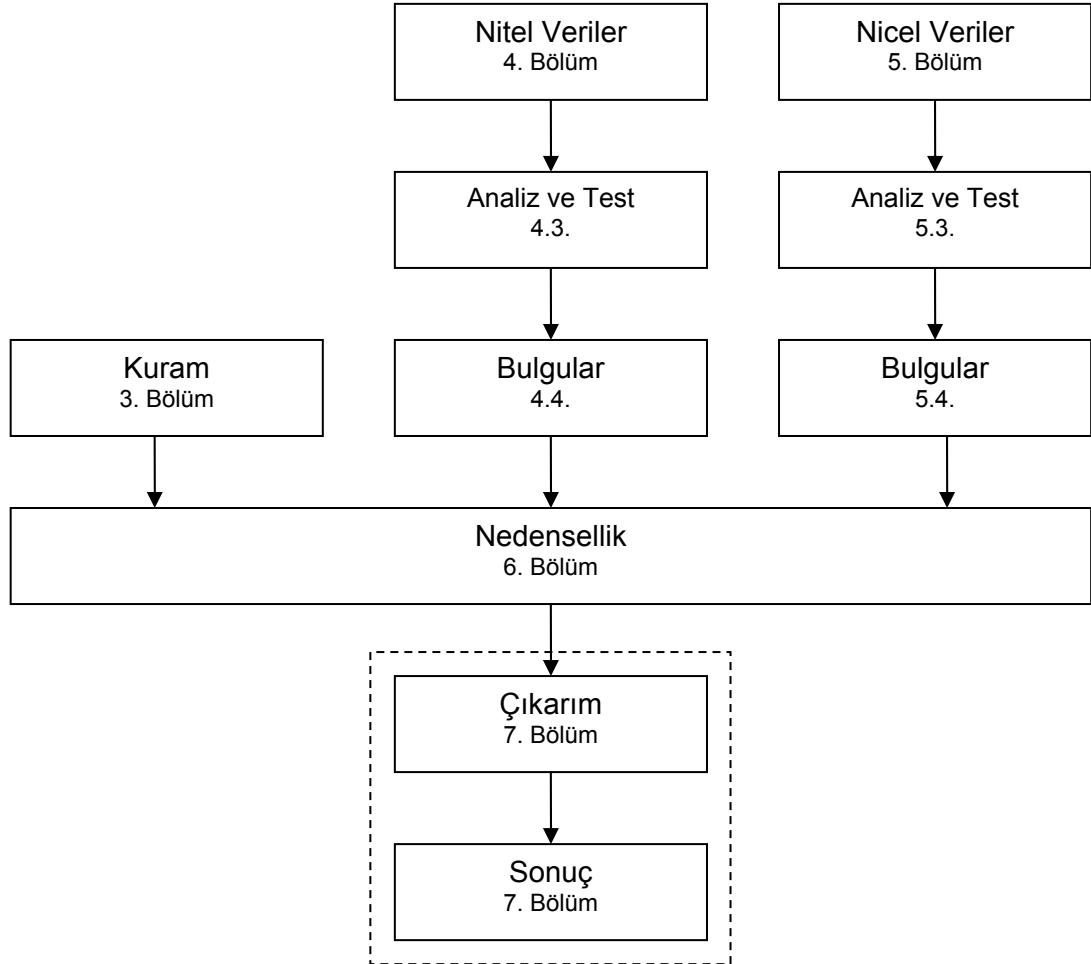 Nitel Veriler
4. Bölüm
Nicel Veriler
5. Bölüm
Analiz ve Test
4.3.
Analiz ve Test
5.3.
Kuram
3. Bölüm
Bulgular
4.4.
Bulgular
5.4.
Nedensellik
6. Bölüm
Çıkarım
7. Bölüm
Sonuç
7. Bölüm